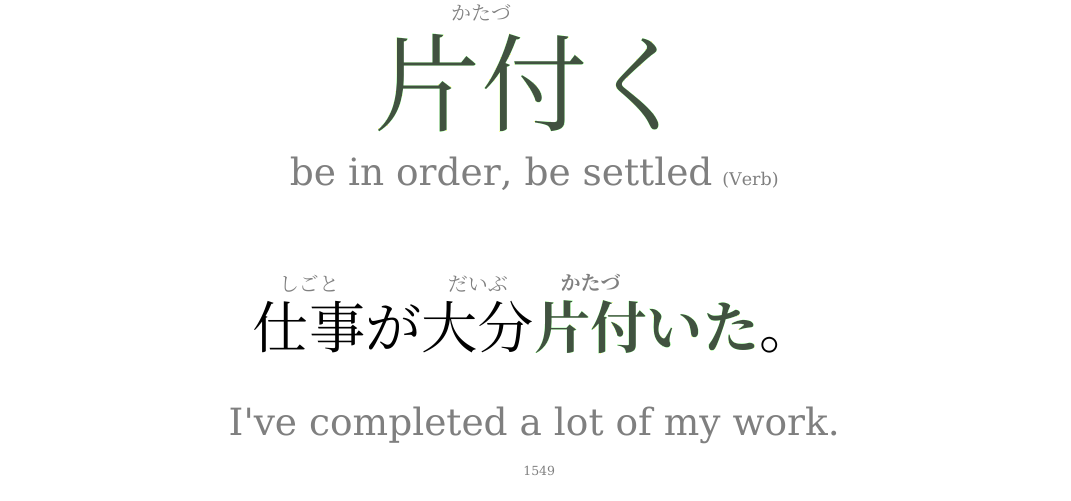 かたづ
片付く
be in order, be settled (Verb)
しごと だいぶ かたづ
仕事が大分片付いた。
I've completed a lot of my work.
1549